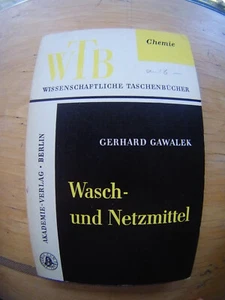 WTB
Chemie
WISSENSCHAFTLICHE TASCHENBÜCHER
GERHARD GAWALEK
Wasch-
und Netzmittel
AKADEMIE-VERLAG · BERLIN